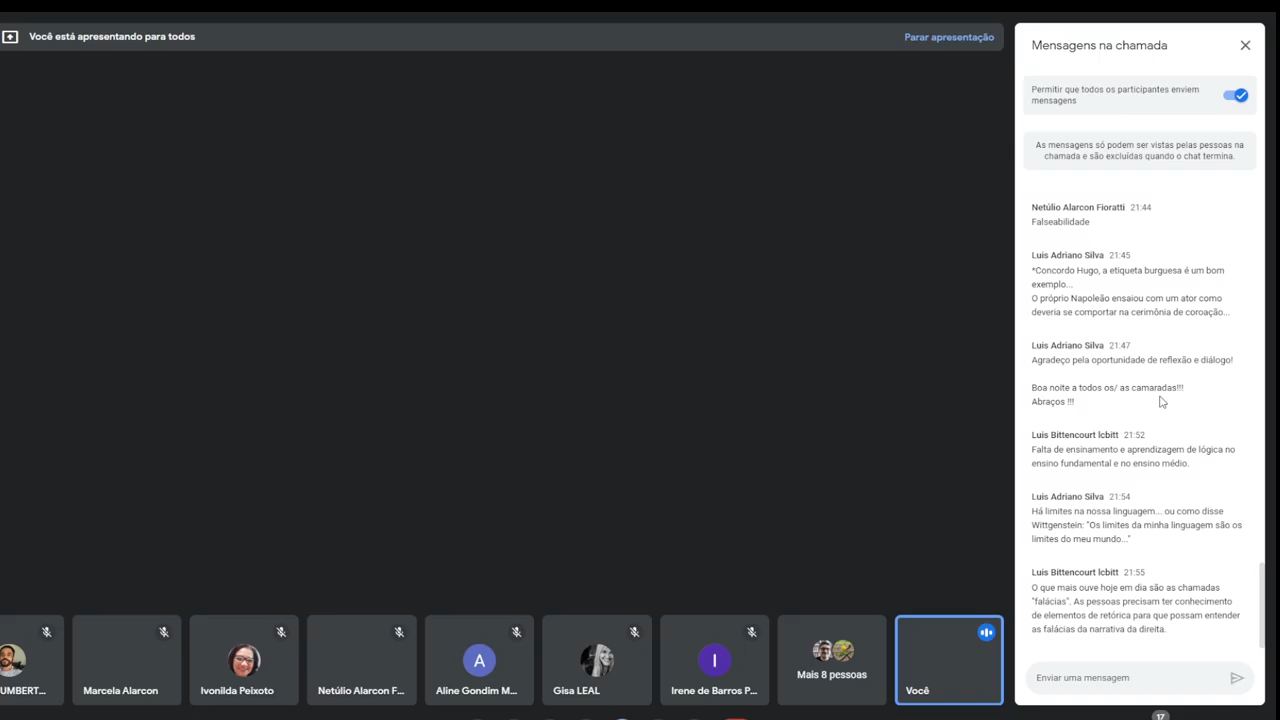 Você está apresentando para todos
Parar apresentação
Mensagens na chamada
Permitir que todos os participantes enviem
mensagens
As mensagens só podem ser vistas pelas pessoas na
chamada e são excluídas quando o chat termina.
Netúlio Alarcon Fioratti 21:44
Falseabilidade
Luis Adriano Silva 21:45
*Concordo Hugo, a etiqueta burguesa é um bom
exemplo...
O próprio Napoleão ensaiou com um ator como
deveria se comportar na cerimônia de coroação...
Luis Adriano Silva 21:47
Agradeço pela oportunidade de reflexão e diálogo!
Boa noite a todos os/ as camaradas!!!
Abraços !!!
Luis Bittencourt lcbitt 21:52
Falta de ensinamento e aprendizagem de lógica no
ensino fundamental e no ensino médio.
Luis Adriano Silva 21:54
Há limites na nossa linguagem... ou como disse
Wittgenstein: "Os limites da minha linguagem são os
limites do meu mundo..."
Luis Bittencourt lcbitt 21:55
O que mais ouve hoje em dia são as chamadas
"falácias". As pessoas precisam ter conhecimento
de elementos de retórica para que possam entender
as falácias da narrativa da direita.
Enviar uma mensagem
UMBERT...
Marcela Alarcon
Ivonilda Peixoto
Netúlio Alarcon F...
A
Aline Gondim M...
Gisa LEAL
I
Irene de Barros P...
Mais 8 pessoas
Você
17